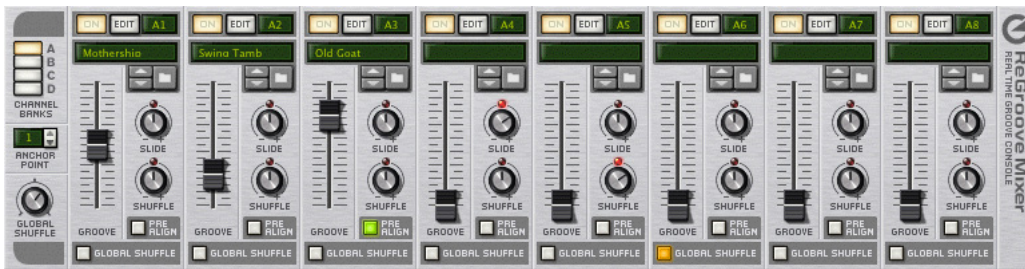 ON EDIT A1 ON EDIT A2 ON EDIT A3 ON EDIT A4 ON EDIT A5 ON EDIT A6 ON EDIT A7 ON EDIT A8
A
B
C
D
CHANNEL
BANKS
Mothership Swing Tamb Old Goat
1
ANCHOR
POINT
SLIDE SLIDE SLIDE SLIDE SLIDE SLIDE SLIDE SLIDE
SHUFFLE SHUFFLE SHUFFLE SHUFFLE SHUFFLE SHUFFLE SHUFFLE SHUFFLE
GLOBAL
SHUFFLE
GROOVE PRE ALIGN GROOVE PRE ALIGN GROOVE PRE ALIGN GROOVE PRE ALIGN GROOVE PRE ALIGN GROOVE PRE ALIGN GROOVE PRE ALIGN GROOVE PRE ALIGN
GLOBAL SHUFFLE GLOBAL SHUFFLE GLOBAL SHUFFLE GLOBAL SHUFFLE GLOBAL SHUFFLE GLOBAL SHUFFLE GLOBAL SHUFFLE GLOBAL SHUFFLE
ReGrooveMixer
REAL TIME GROOVE CONSOLE